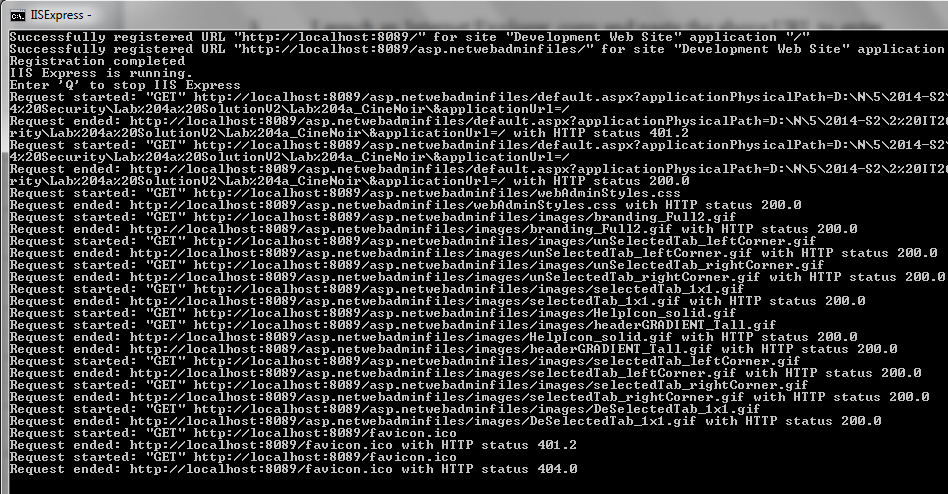 IISExpress -
Successfully registered URL "http://localhost:8089/" for site "Development Web Site" application "/"
Successfully registered URL "http://localhost:8089/asp.netwebadminfiles/" for site "Development Web Site" application
Registration completed
IIS Express is running.
Enter 'Q' to stop IIS Express
Request started: "GET" http://localhost:8089/asp.netwebadminfiles/default.aspx?applicationPhysicalPath=D:\N\5\2014-S2\
4%20Security\Lab%204a%20SolutionV2\Lab%204a_CineNoir\&applicationUrl=/
Request ended: http://localhost:8089/asp.netwebadminfiles/default.aspx?applicationPhysicalPath=D:\N\5\2014-S2\2%20IT26
rity\Lab%204a%20SolutionV2\Lab%204a_CineNoir\&applicationUrl=/ with HTTP status 401.2
Request started: "GET" http://localhost:8089/asp.netwebadminfiles/default.aspx?applicationPhysicalPath=D:\N\5\2014-S2\
4%20Security\Lab%204a%20SolutionV2\Lab%204a_CineNoir\&applicationUrl=/
Request ended: http://localhost:8089/asp.netwebadminfiles/default.aspx?applicationPhysicalPath=D:\N\5\2014-S2\2%20IT26
rity\Lab%204a%20SolutionV2\Lab%204a_CineNoir\&applicationUrl=/ with HTTP status 200.0
Request started: "GET" http://localhost:8089/asp.netwebadminfiles/webAdminStyles.css
Request ended: http://localhost:8089/asp.netwebadminfiles/webAdminStyles.css with HTTP status 200.0
Request started: "GET" http://localhost:8089/asp.netwebadminfiles/images/branding_Full2.gif
Request ended: http://localhost:8089/asp.netwebadminfiles/images/branding_Full2.gif with HTTP status 200.0
Request started: "GET" http://localhost:8089/asp.netwebadminfiles/images/unSelectedTab_leftCorner.gif
Request ended: http://localhost:8089/asp.netwebadminfiles/images/unSelectedTab_leftCorner.gif with HTTP status 200.0
Request started: "GET" http://localhost:8089/asp.netwebadminfiles/images/unSelectedTab_rightCorner.gif
Request ended: http://localhost:8089/asp.netwebadminfiles/images/unSelectedTab_rightCorner.gif with HTTP status 200.0
Request started: "GET" http://localhost:8089/asp.netwebadminfiles/images/selectedTab_1x1.gif
Request ended: http://localhost:8089/asp.netwebadminfiles/images/selectedTab_1x1.gif with HTTP status 200.0
Request started: "GET" http://localhost:8089/asp.netwebadminfiles/images/HelpIcon_solid.gif
Request started: "GET" http://localhost:8089/asp.netwebadminfiles/images/headerGRADIENT_Tall.gif
Request ended: http://localhost:8089/asp.netwebadminfiles/images/HelpIcon_solid.gif with HTTP status 200.0
Request ended: http://localhost:8089/asp.netwebadminfiles/images/headerGRADIENT_Tall.gif with HTTP status 200.0
Request started: "GET" http://localhost:8089/asp.netwebadminfiles/images/selectedTab_leftCorner.gif
Request ended: http://localhost:8089/asp.netwebadminfiles/images/selectedTab_leftCorner.gif with HTTP status 200.0
Request started: "GET" http://localhost:8089/asp.netwebadminfiles/images/selectedTab_rightCorner.gif
Request ended: http://localhost:8089/asp.netwebadminfiles/images/selectedTab_rightCorner.gif with HTTP status 200.0
Request started: "GET" http://localhost:8089/asp.netwebadminfiles/images/DeSelectedTab_1x1.gif
Request ended: http://localhost:8089/asp.netwebadminfiles/images/DeSelectedTab_1x1.gif with HTTP status 200.0
Request started: "GET" http://localhost:8089/favicon.ico
Request ended: http://localhost:8089/favicon.ico with HTTP status 401.2
Request started: "GET" http://localhost:8089/favicon.ico
Request ended: http://localhost:8089/favicon.ico with HTTP status 404.0